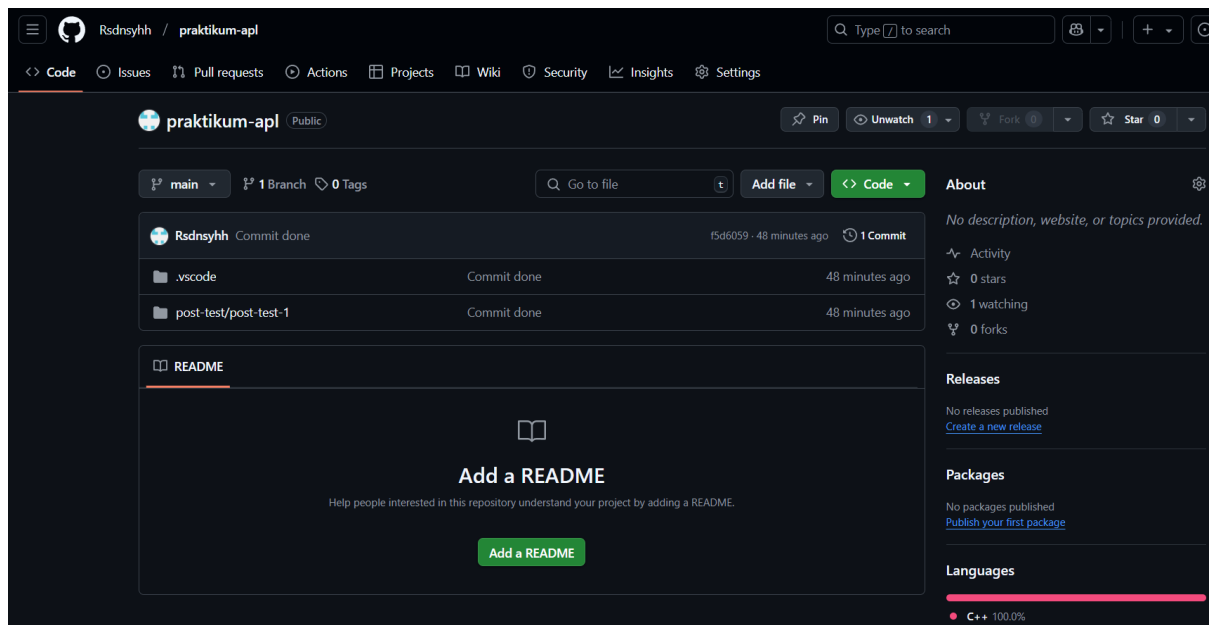 Rsdnsyhh / praktikum-apl
Type / to search
Code Issues Pull requests Actions Projects Wiki Security Insights Settings
praktikum-apl Public
Pin Unwatch 1 Fork 0 Star 0
main 1 Branch 0 Tags Go to file t Add file Code
Rsdnsyhh Commit done f5d6059 · 48 minutes ago 1 Commit
.vscode Commit done 48 minutes ago
post-test/post-test-1 Commit done 48 minutes ago
README
Add a README
Help people interested in this repository understand your project by adding a README.
Add a README
About
No description, website, or topics provided.
Activity
0 stars
1 watching
0 forks
Releases
No releases published
Create a new release
Packages
No packages published
Publish your first package
Languages
C++ 100.0%